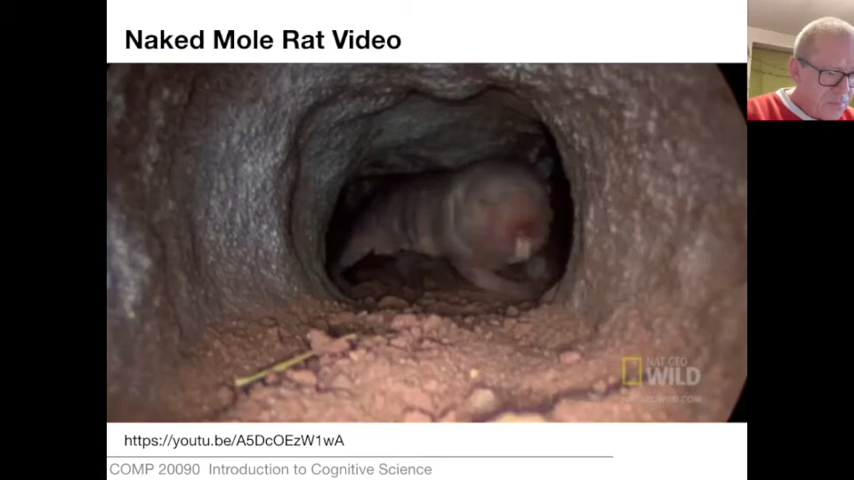 Naked Mole Rat Video
NAT GEO
WILD
https://youtu.be/A5DcOEzW1wA
COMP 20090 Introduction to Cognitive Science